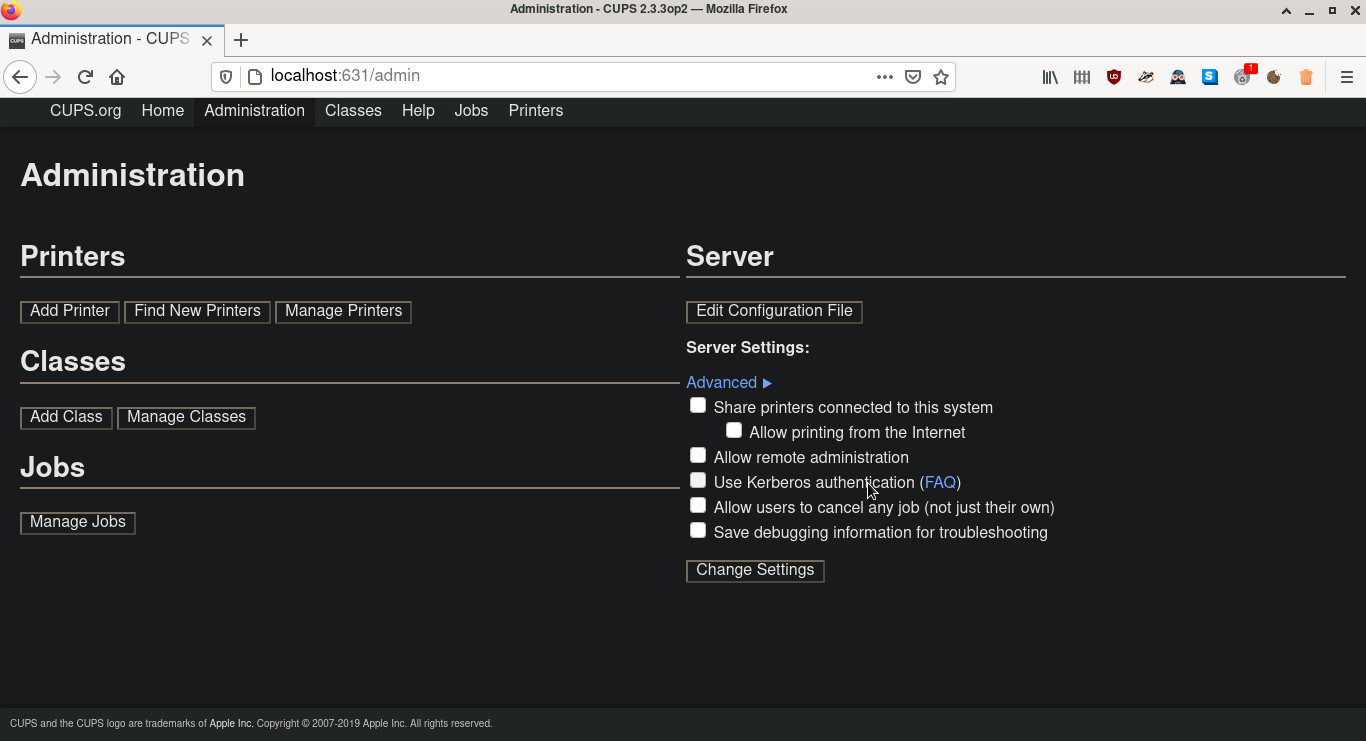 Administration - CUPS 2.3.3op2 — Mozilla Firefox
CUPS Administration - CUPS
localhost:631/admin
UD S 1
CUPS.org Home Administration Classes Help Jobs Printers
Administration
Printers
Add Printer Find New Printers Manage Printers
Classes
Add Class Manage Classes
Jobs
Manage Jobs
Server
Edit Configuration File
Server Settings:
Advanced ▶
Share printers connected to this system
Allow printing from the Internet
Allow remote administration
Use Kerberos authentication (FAQ)
Allow users to cancel any job (not just their own)
Save debugging information for troubleshooting
Change Settings
CUPS and the CUPS logo are trademarks of Apple Inc. Copyright © 2007-2019 Apple Inc. All rights reserved.